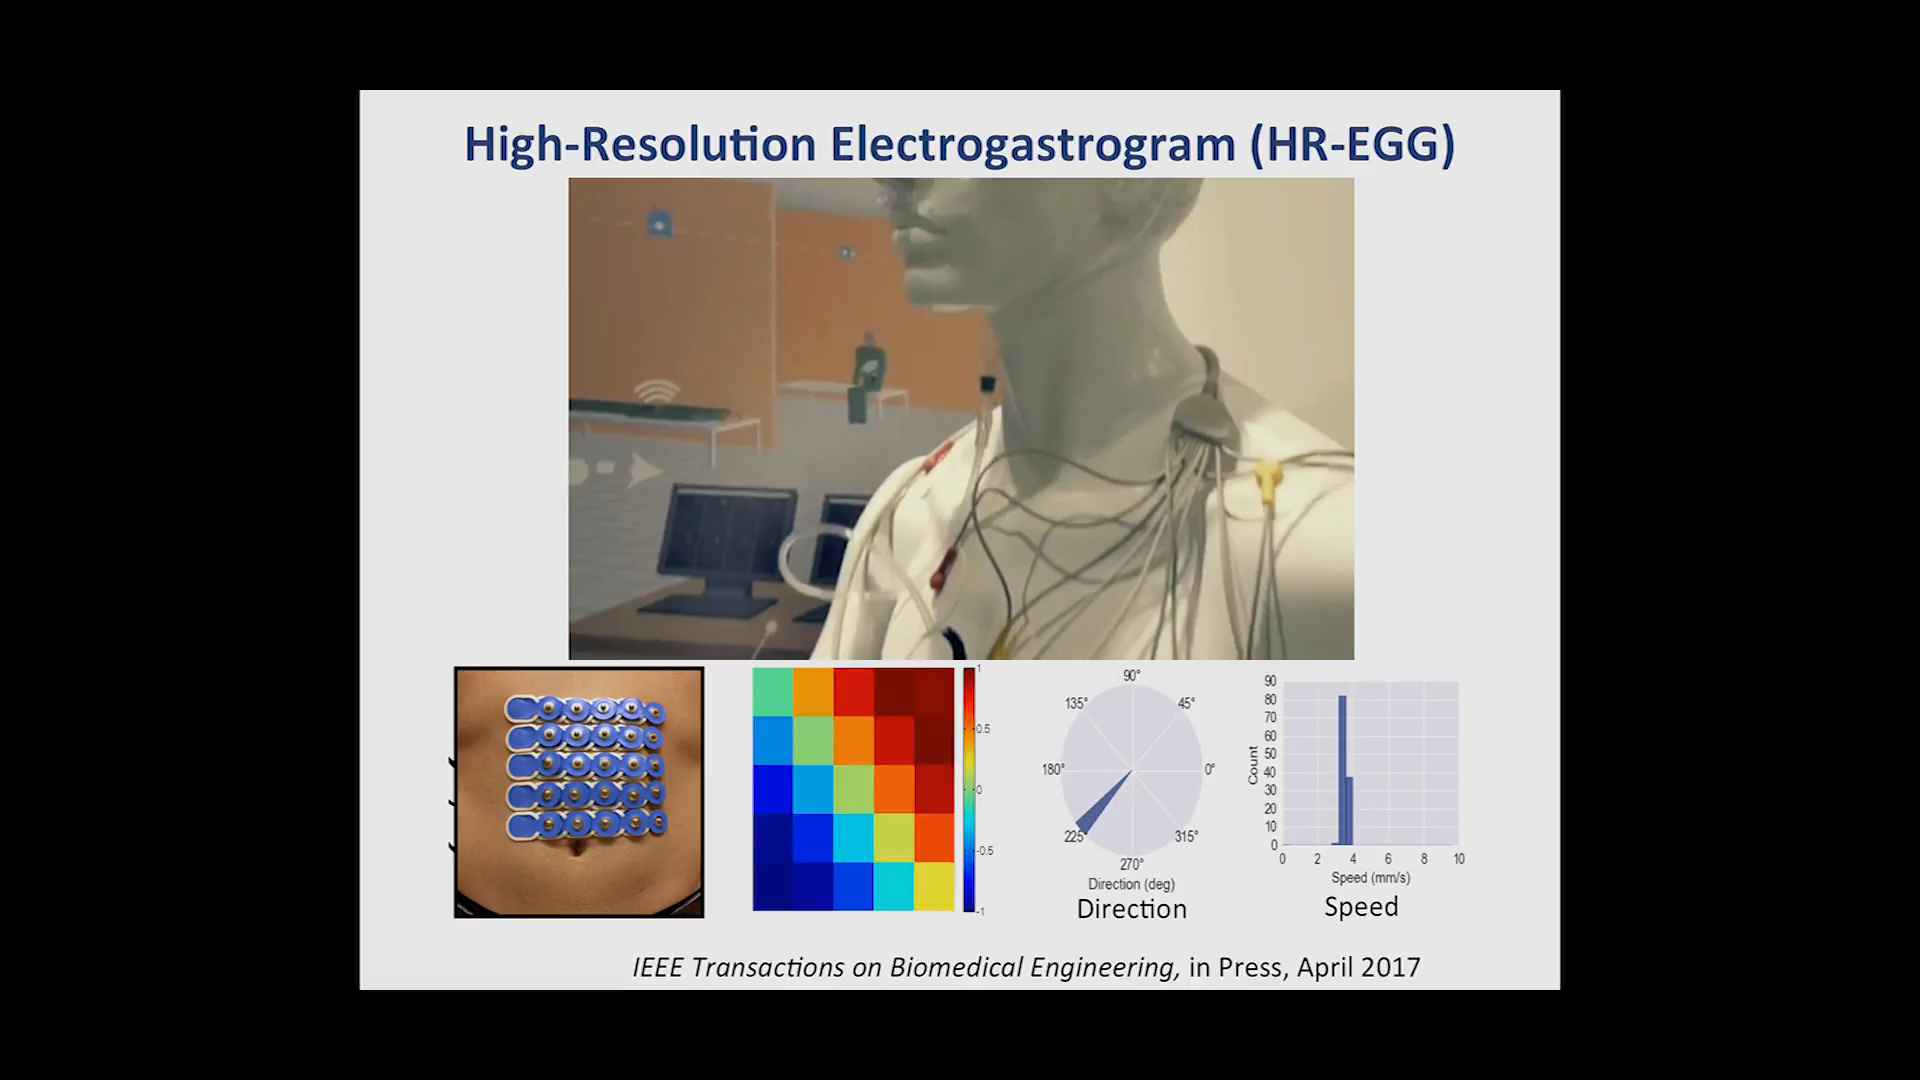 High-Resolution Electrogastrogram (HR-EGG)
1
0.5
0
-0.5
-1
90°
135°
45°
180°
0°
225°
315°
270°
Direction (deg)
Direction
90
80
70
60
50
40
30
20
10
0
Count
0 2 4 6 8 10
Speed (mm/s)
Speed
IEEE Transactions on Biomedical Engineering, in Press, April 2017